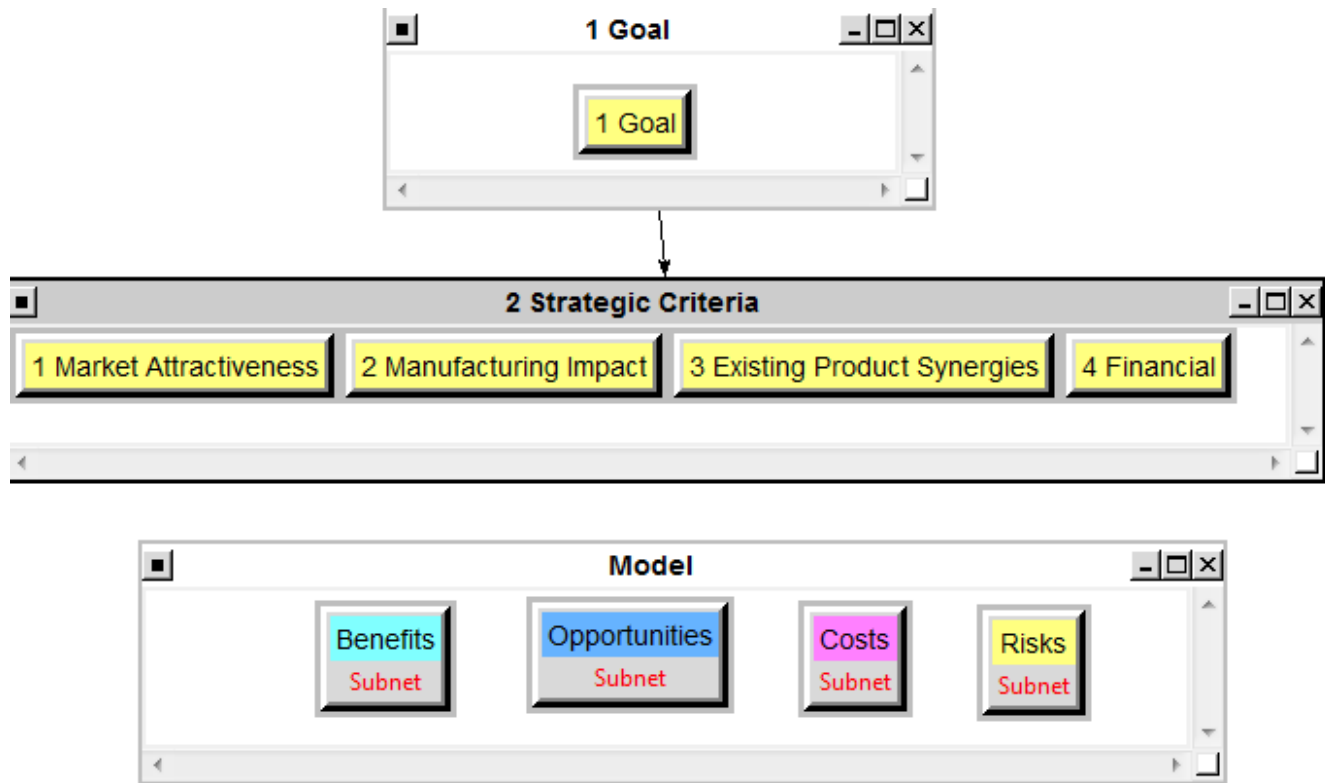 1 Goal
1 Goal
2 Strategic Criteria
1 Market Attractiveness
2 Manufacturing Impact
3 Existing Product Synergies
4 Financial
Model
Benefits
Subnet
Opportunities
Subnet
Costs
Subnet
Risks
Subnet